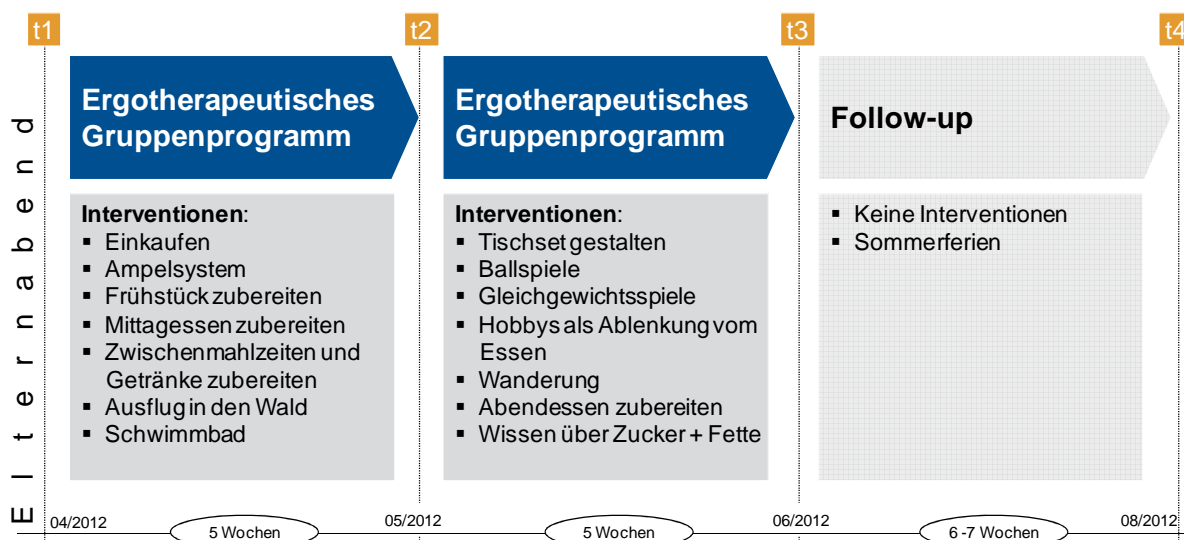 t1
t2
t3
t4
Elternabend
Ergotherapeutisches
Gruppenprogramm
Interventionen:
▪ Einkaufen
▪ Ampelsystem
▪ Frühstück zubereiten
▪ Mittagessen zubereiten
▪ Zwischenmahlzeiten und
Getränke zubereiten
▪ Ausflug in den Wald
▪ Schwimmbad
Ergotherapeutisches
Gruppenprogramm
Interventionen:
▪ Tischset gestalten
▪ Ballspiele
▪ Gleichgewichtsspiele
▪ Hobbys als Ablenkung vom
Essen
▪ Wanderung
▪ Abendessen zubereiten
▪ Wissen über Zucker + Fette
Follow-up
▪ Keine Interventionen
▪ Sommerferien
04/2012
5 Wochen
05/2012
5 Wochen
06/2012
6 -7 Wochen
08/2012